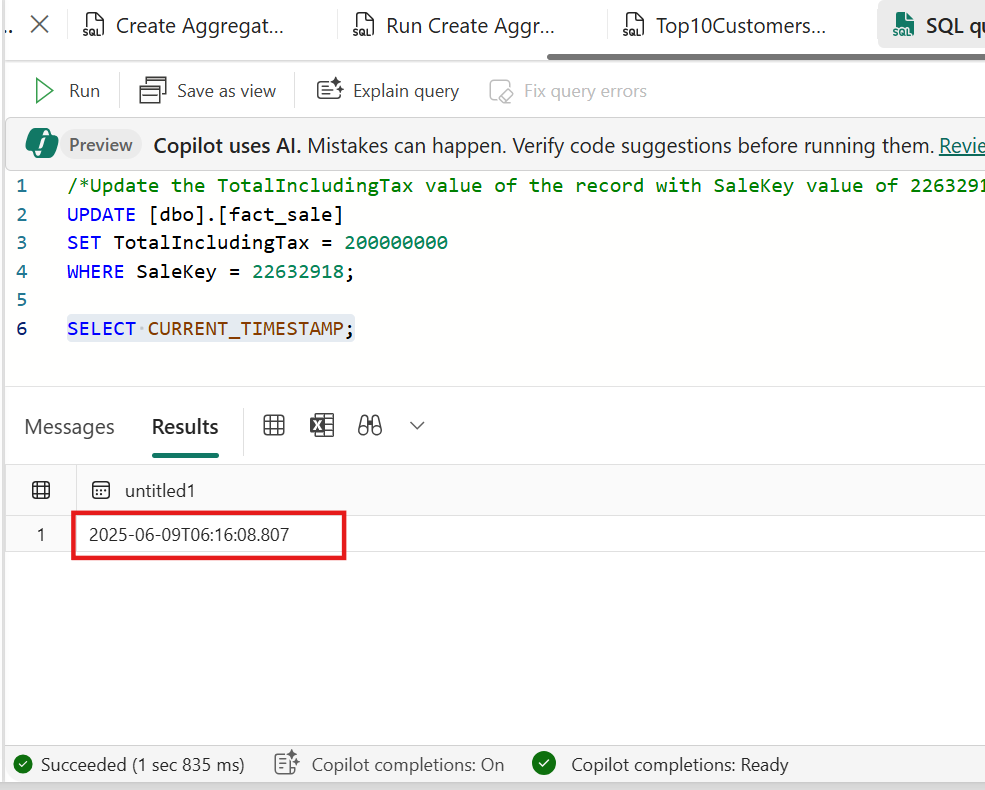 .. Create Aggregat... Run Create Aggr... Top10Customers... SQL qu
Run Save as view Explain query Fix query errors
Preview Copilot uses AI. Mistakes can happen. Verify code suggestions before running them. Revie
1 /*Update the TotalIncludingTax value of the record with SaleKey value of 2263291
2 UPDATE [dbo].[fact_sale]
3 SET TotalIncludingTax = 200000000
4 WHERE SaleKey = 22632918;
5
6 SELECT CURRENT_TIMESTAMP;
Messages Results
untitled1
1 2025-06-09T06:16:08.807
Succeeded (1 sec 835 ms) Copilot completions: On Copilot completions: Ready